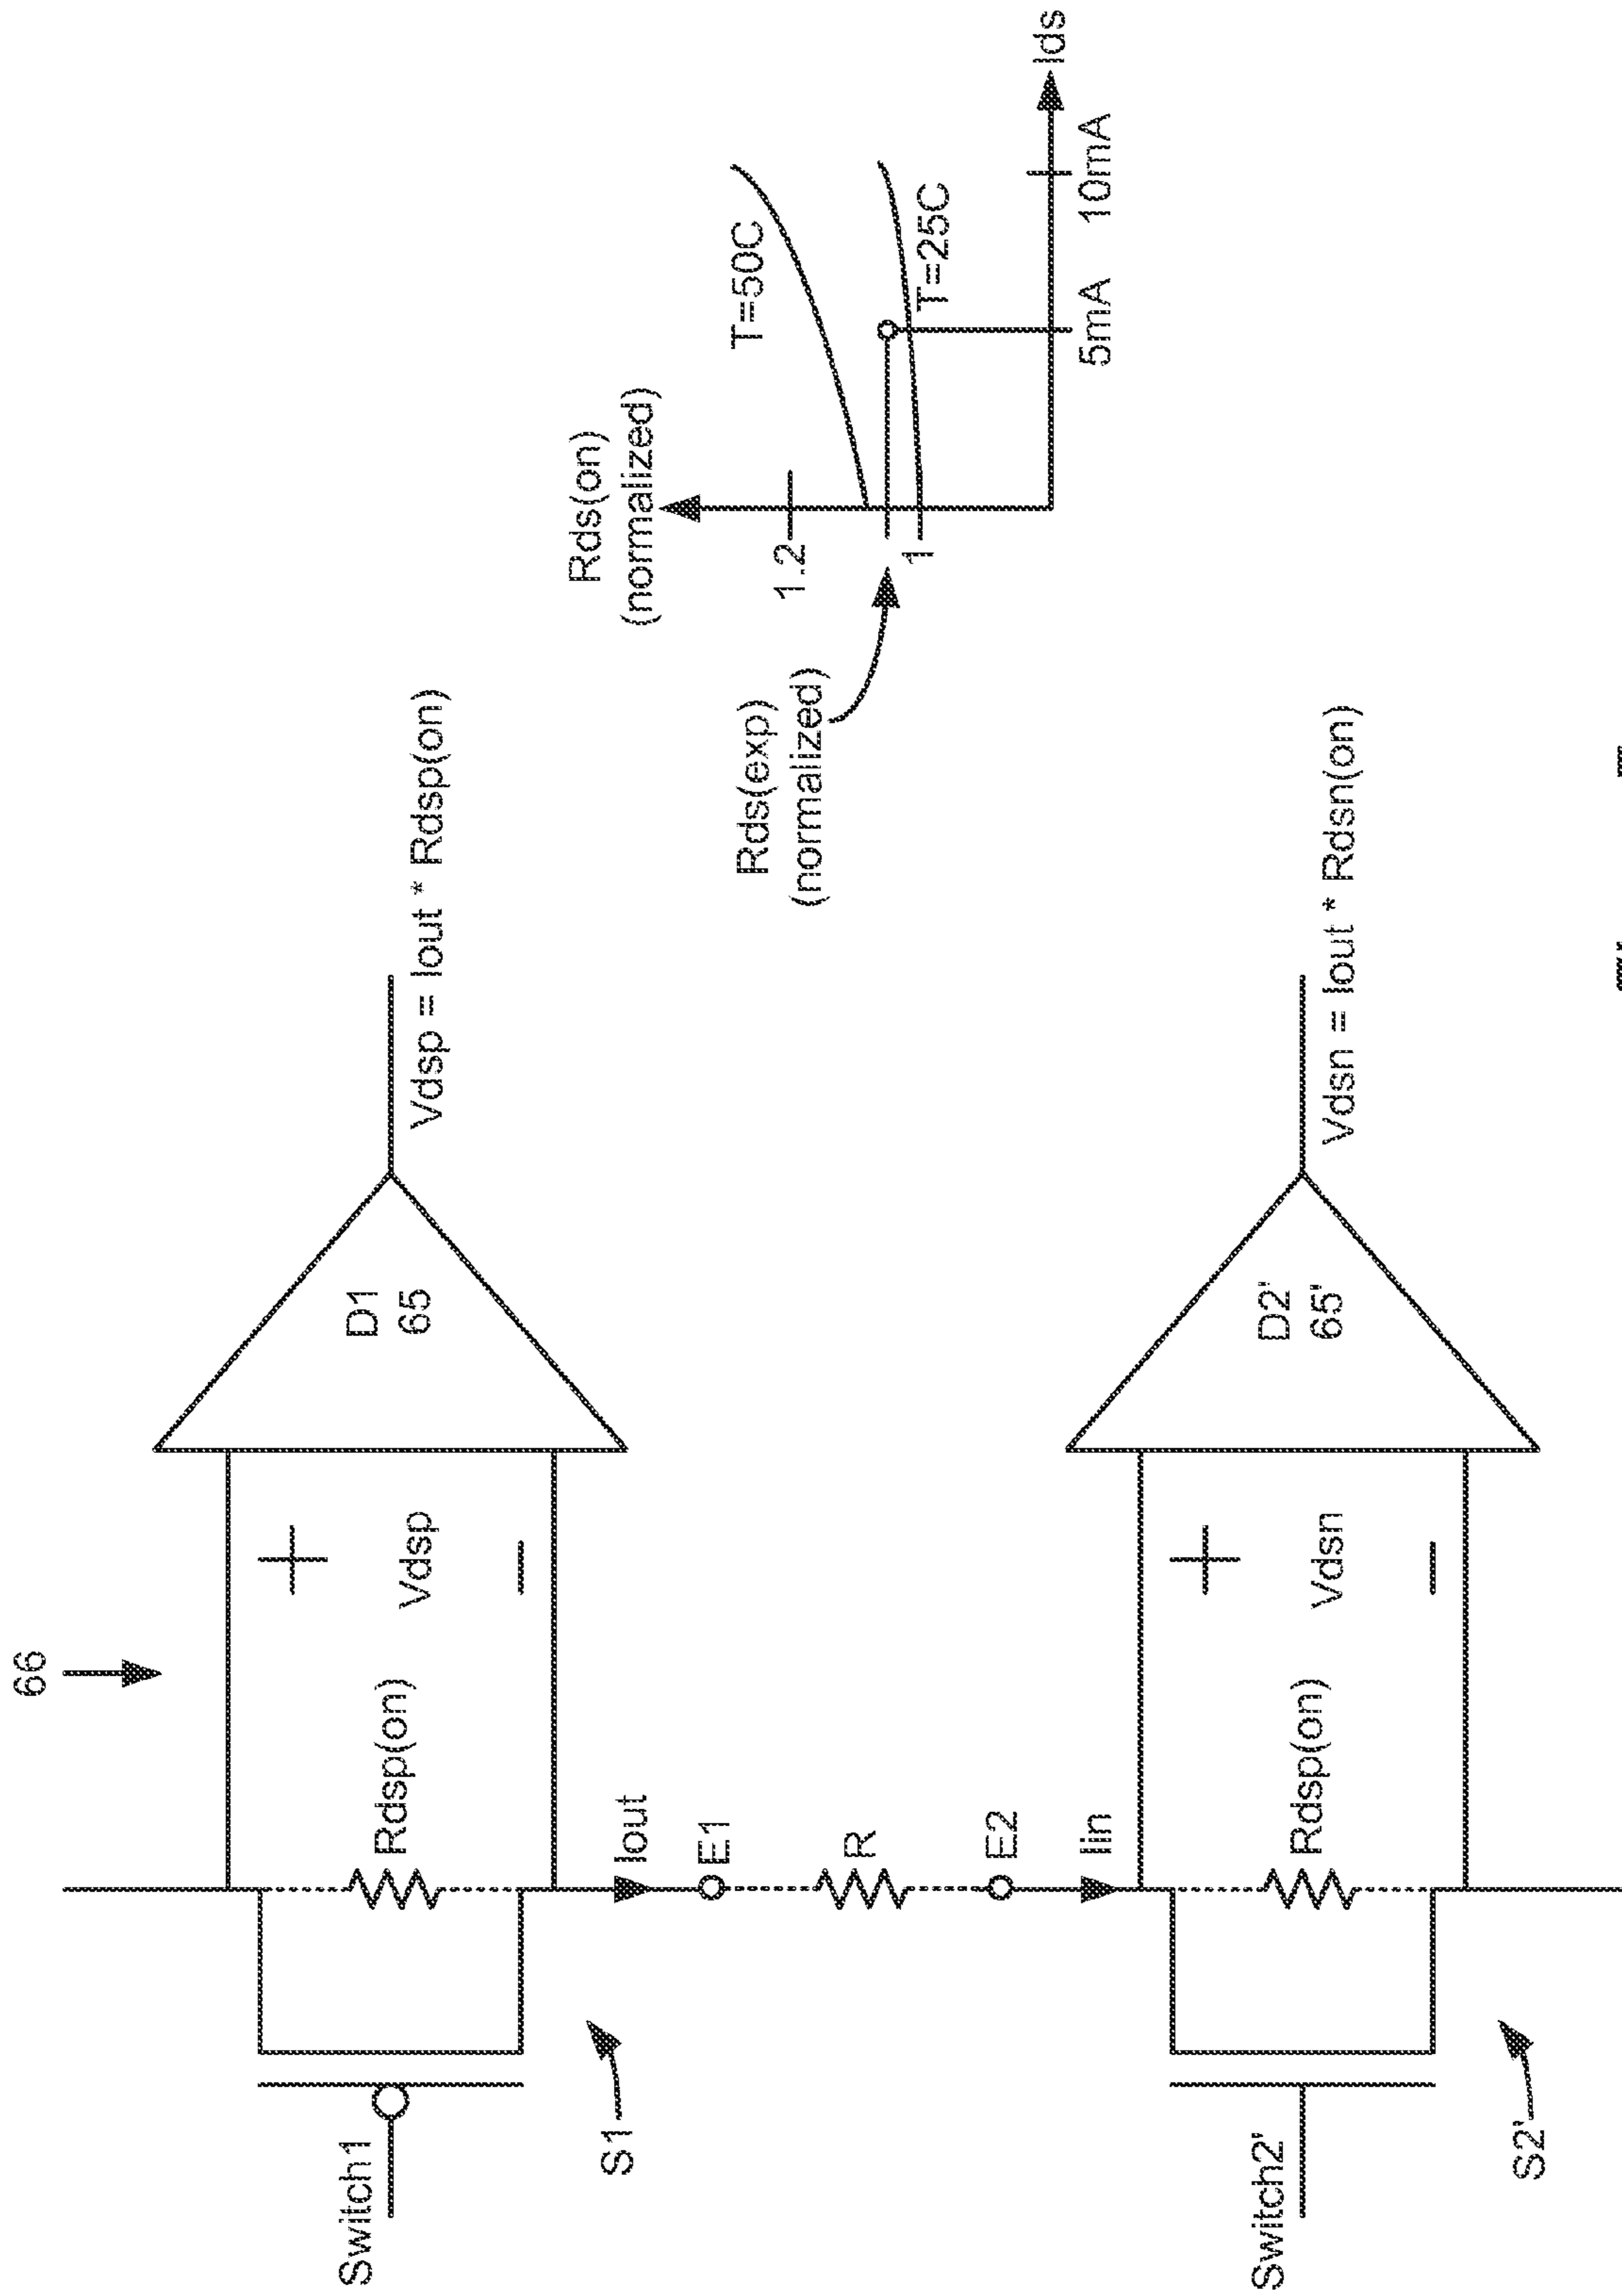 66
Switch1
S1
Rdsp(on)
+
Vdsp
−
D1
65
Vdsp = Iout * Rdsp(on)
Iout
E1
R
E2
Iin
Switch2'
S2'
Rdsp(on)
+
Vdsn
−
D2'
65'
Vdsn = Iout * Rdsn(on)
Rds(on)
(normalized)
1.2
1
Rds(exp)
(normalized)
T=50C
T=25C
5mA
10mA
Ids